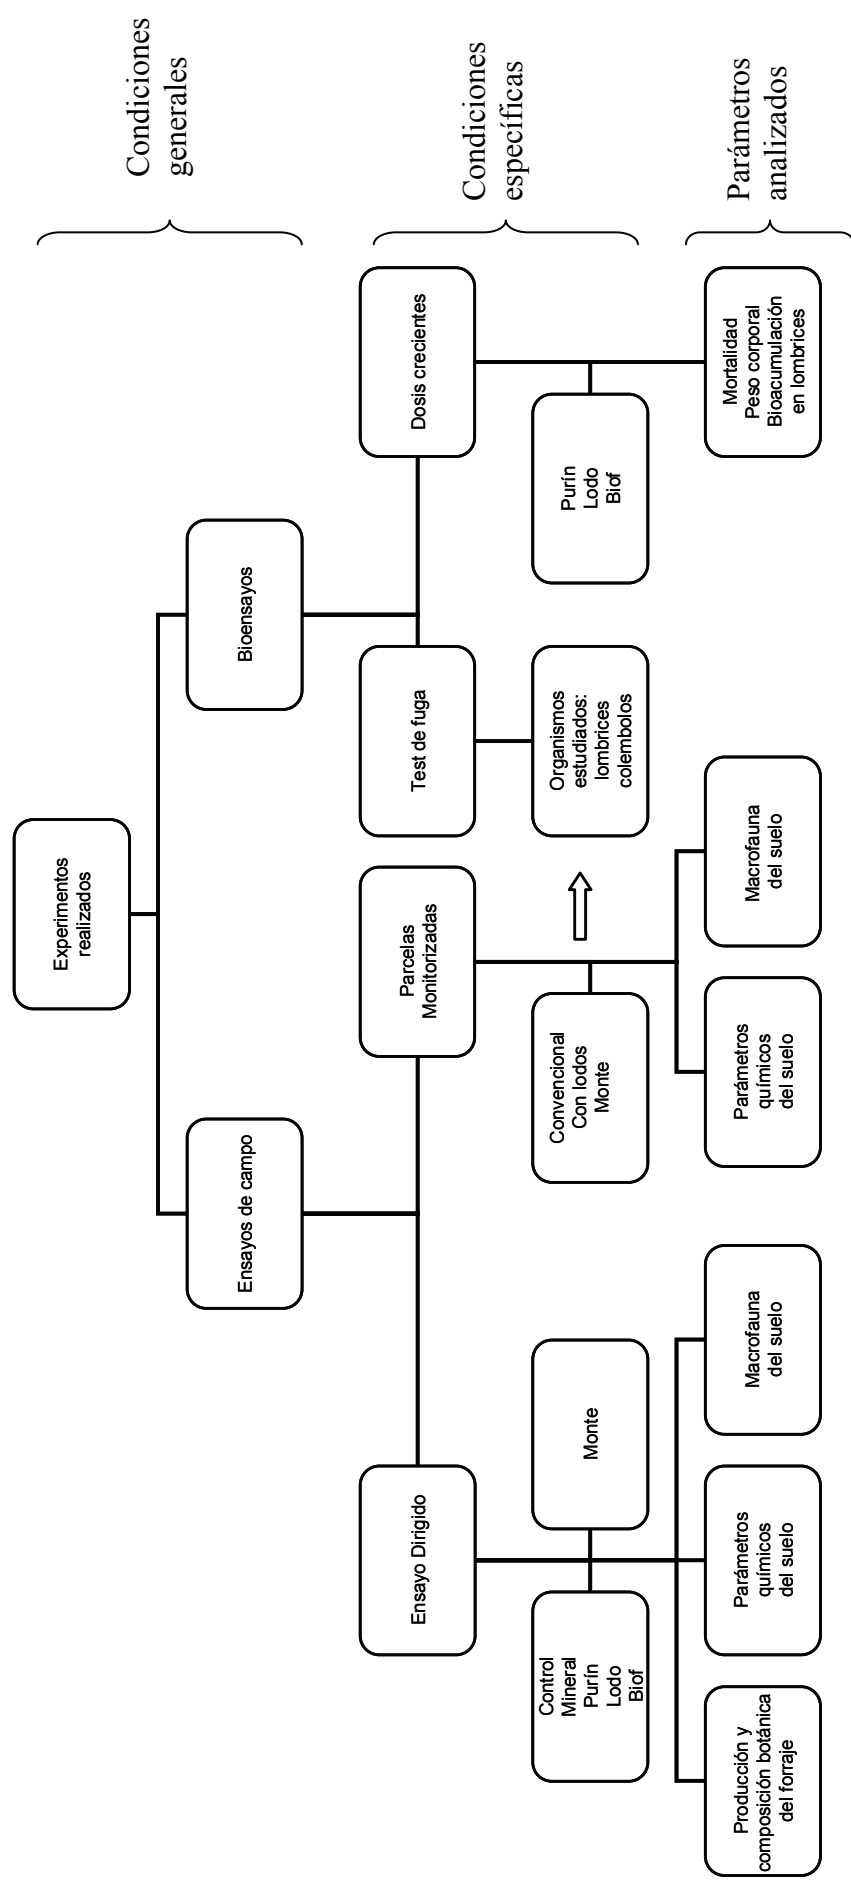 Experimentos
realizados
Ensayos de campo
Bioensayos
Condiciones
generales
Ensayo Dirigido
Parcelas
Monitorizadas
Test de fuga
Dosis crecientes
Condiciones
específicas
Control
Mineral
Purín
Lodo
Biof
Monte
Convencional
Con lodos
Monte
Organismos
estudiados:
lombrices
colembolos
Purín
Lodo
Biof
Producción y
composición botánica
del forraje
Parámetros
químicos
del suelo
Macrofauna
del suelo
Parámetros
químicos
del suelo
Macrofauna
del suelo
Mortalidad
Peso corporal
Bioacumulación
en lombrices
Parámetros
analizados